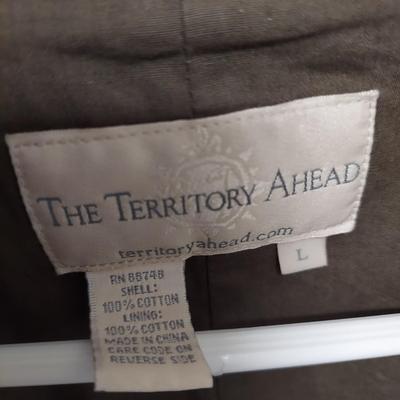 THE TERRITORY AHEAD
territoryahead.com
L
RN 88748
SHELL:
100% COTTON
LINING:
100% COTTON
MADE IN CHINA
CARE CODE ON
REVERSE SIDE